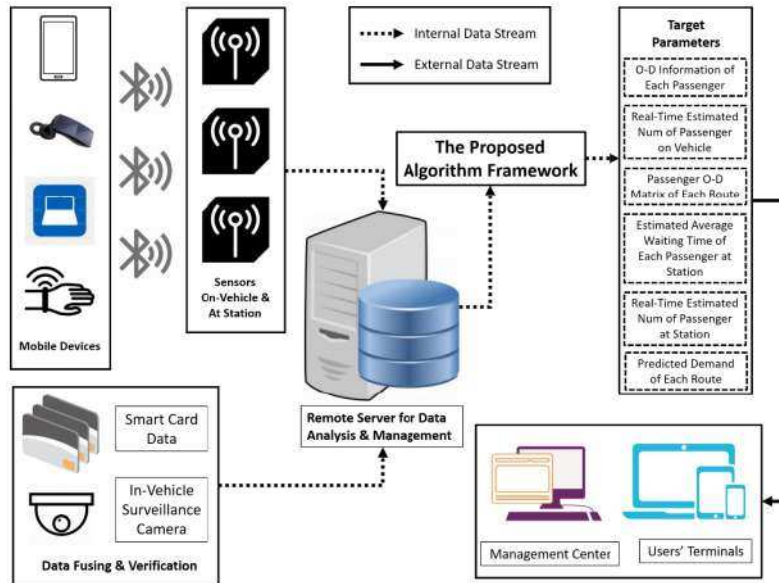 Mobile Devices
Sensors
On-Vehicle &
At Station
Internal Data Stream
External Data Stream
The Proposed
Algorithm Framework
Target
Parameters
O-D Information of
Each Passenger
Real-Time Estimated
Num of Passenger
on Vehicle
Passenger O-D
Matrix of Each Route
Estimated Average
Waiting Time of
Each Passenger at
Station
Real-Time Estimated
Num of Passenger
at Station
Predicted Demand
of Each Route
Remote Server for Data
Analysis & Management
Smart Card
Data
In-Vehicle
Surveillance
Camera
Data Fusing & Verification
Management Center
Users' Terminals